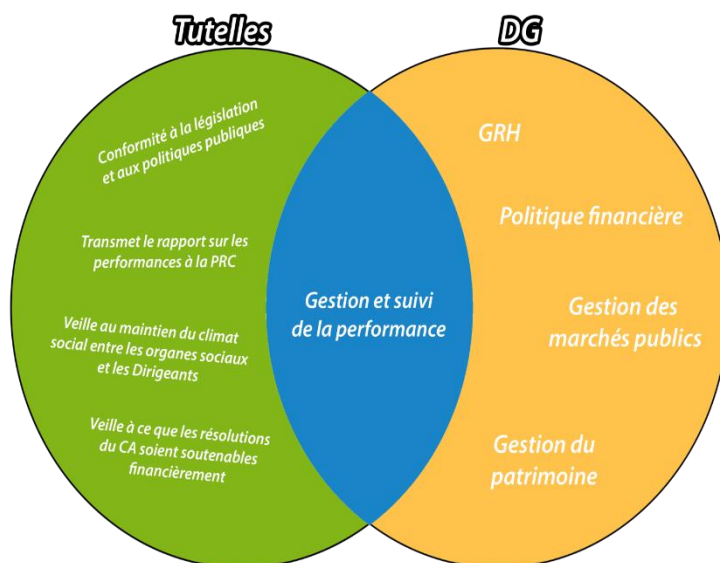 Tutelles
DG
Conformité à la législation
et aux politiques publiques
Transmet le rapport sur les
performances à la PRC
Veille au maintien du climat
social entre les organes sociaux
et les Dirigeants
Veille à ce que les résolutions
du CA soient soutenables
financièrement
Gestion et suivi
de la performance
GRH
Politique financière
Gestion des
marchés publics
Gestion du
patrimoine